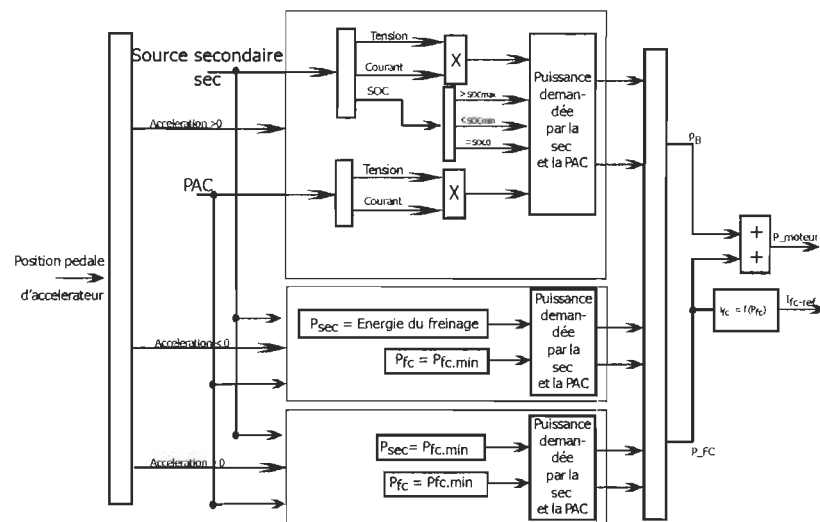 Source secondaire
sec
Acceleration >0
PAC
Position pedale
d'accelerateur
Acceleration < 0
Acceleration 0
Tension
Courant
SOC
X
>socmax
<socmin
=soc0
Tension
Courant
X
Puissance
deman-
dée
par la
sec
et la PAC
Psec = Energie du freinage
Pfc = Pfc.min
Puissance
deman-
dée
par la
sec
et la PAC
Psec= Pfc.min
Pfc = Pfc.min
Puissance
deman-
dée
par la
sec
et la PAC
PB
+
+
P_moteur
Ifc = f(Pfc)
Ifc-ref
P_FC